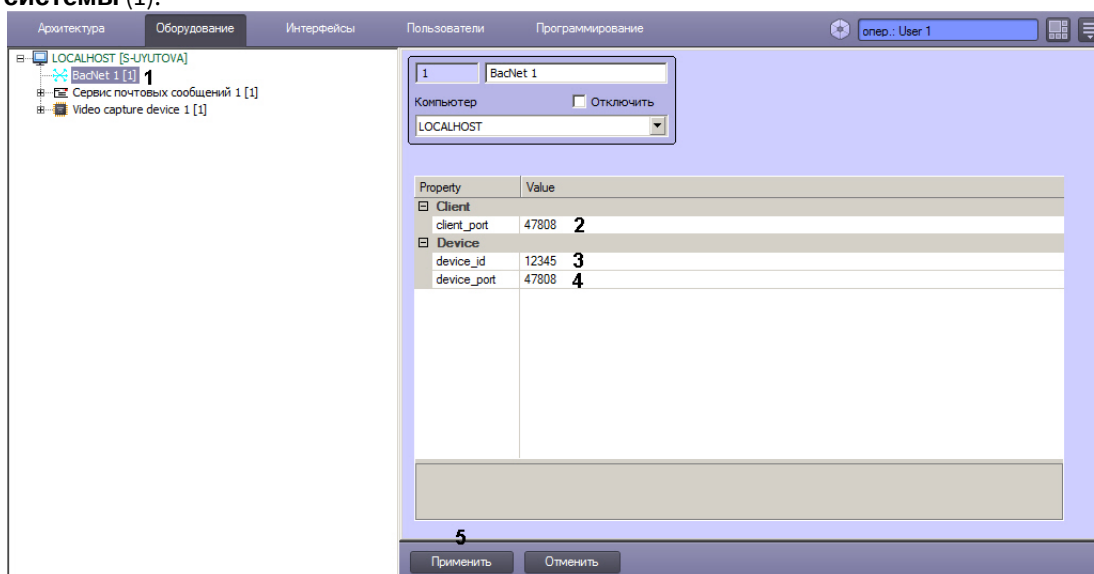 системы (1).
Архитектура Оборудование Интерфейсы Пользователи Программирование опер.: User 1
LOCALHOST [S-UYUTOVA]
BacNet 1 [1] 1
Сервис почтовых сообщений 1 [1]
Video capture device 1 [1]
1 BacNet 1
Компьютер Отключить
LOCALHOST
Property Value
Client
client_port 47808 2
Device
device_id 12345 3
device_port 47808 4
5
Применить Отменить